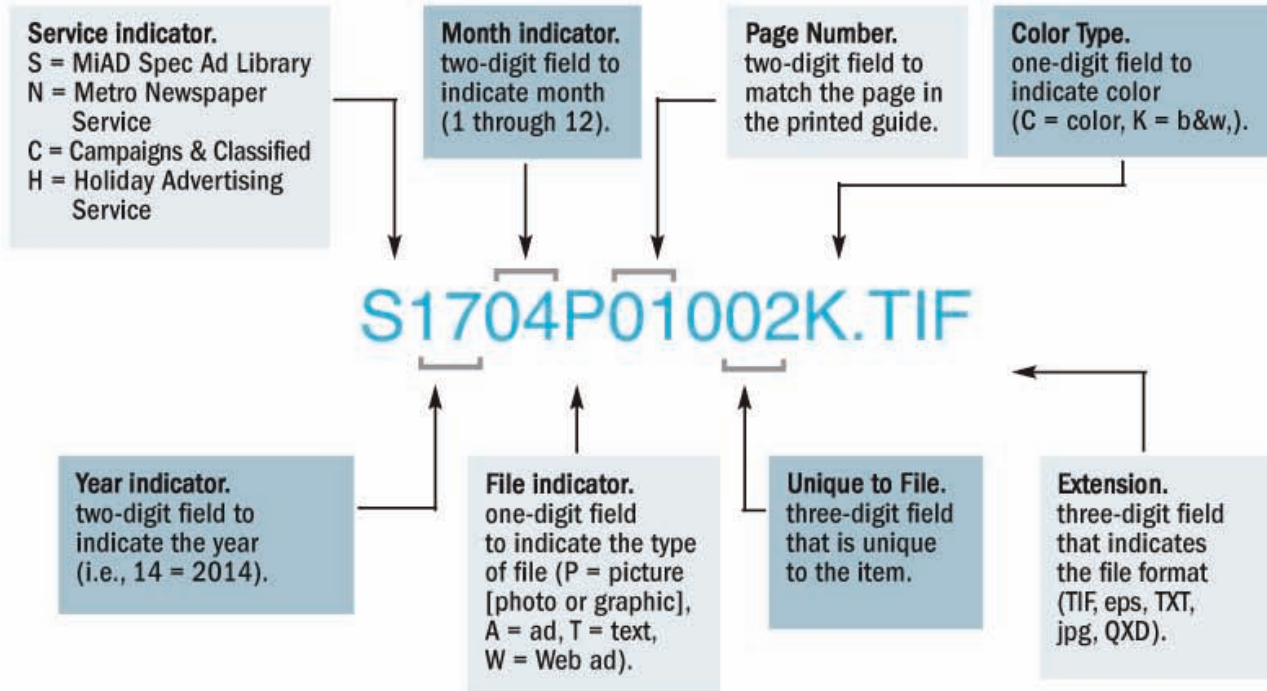 Service indicator.
S = MiAD Spec Ad Library
N = Metro Newspaper
Service
C = Campaigns & Classified
H = Holiday Advertising
Service
Month indicator.
two-digit field to
indicate month
(1 through 12).
Page Number.
two-digit field to
match the page in
the printed guide.
Color Type.
one-digit field to
indicate color
(C = color, K = b&w,).
S1704P01002K.TIF
Year indicator.
two-digit field to
indicate the year
(i.e., 14 = 2014).
File indicator.
one-digit field
to indicate the type
of file (P = picture
[photo or graphic],
A = ad, T = text,
W = Web ad).
Unique to File.
three-digit field
that is unique
to the item.
Extension.
three-digit field
that indicates
the file format
(TIF, eps, TXT,
jpg, QXD).